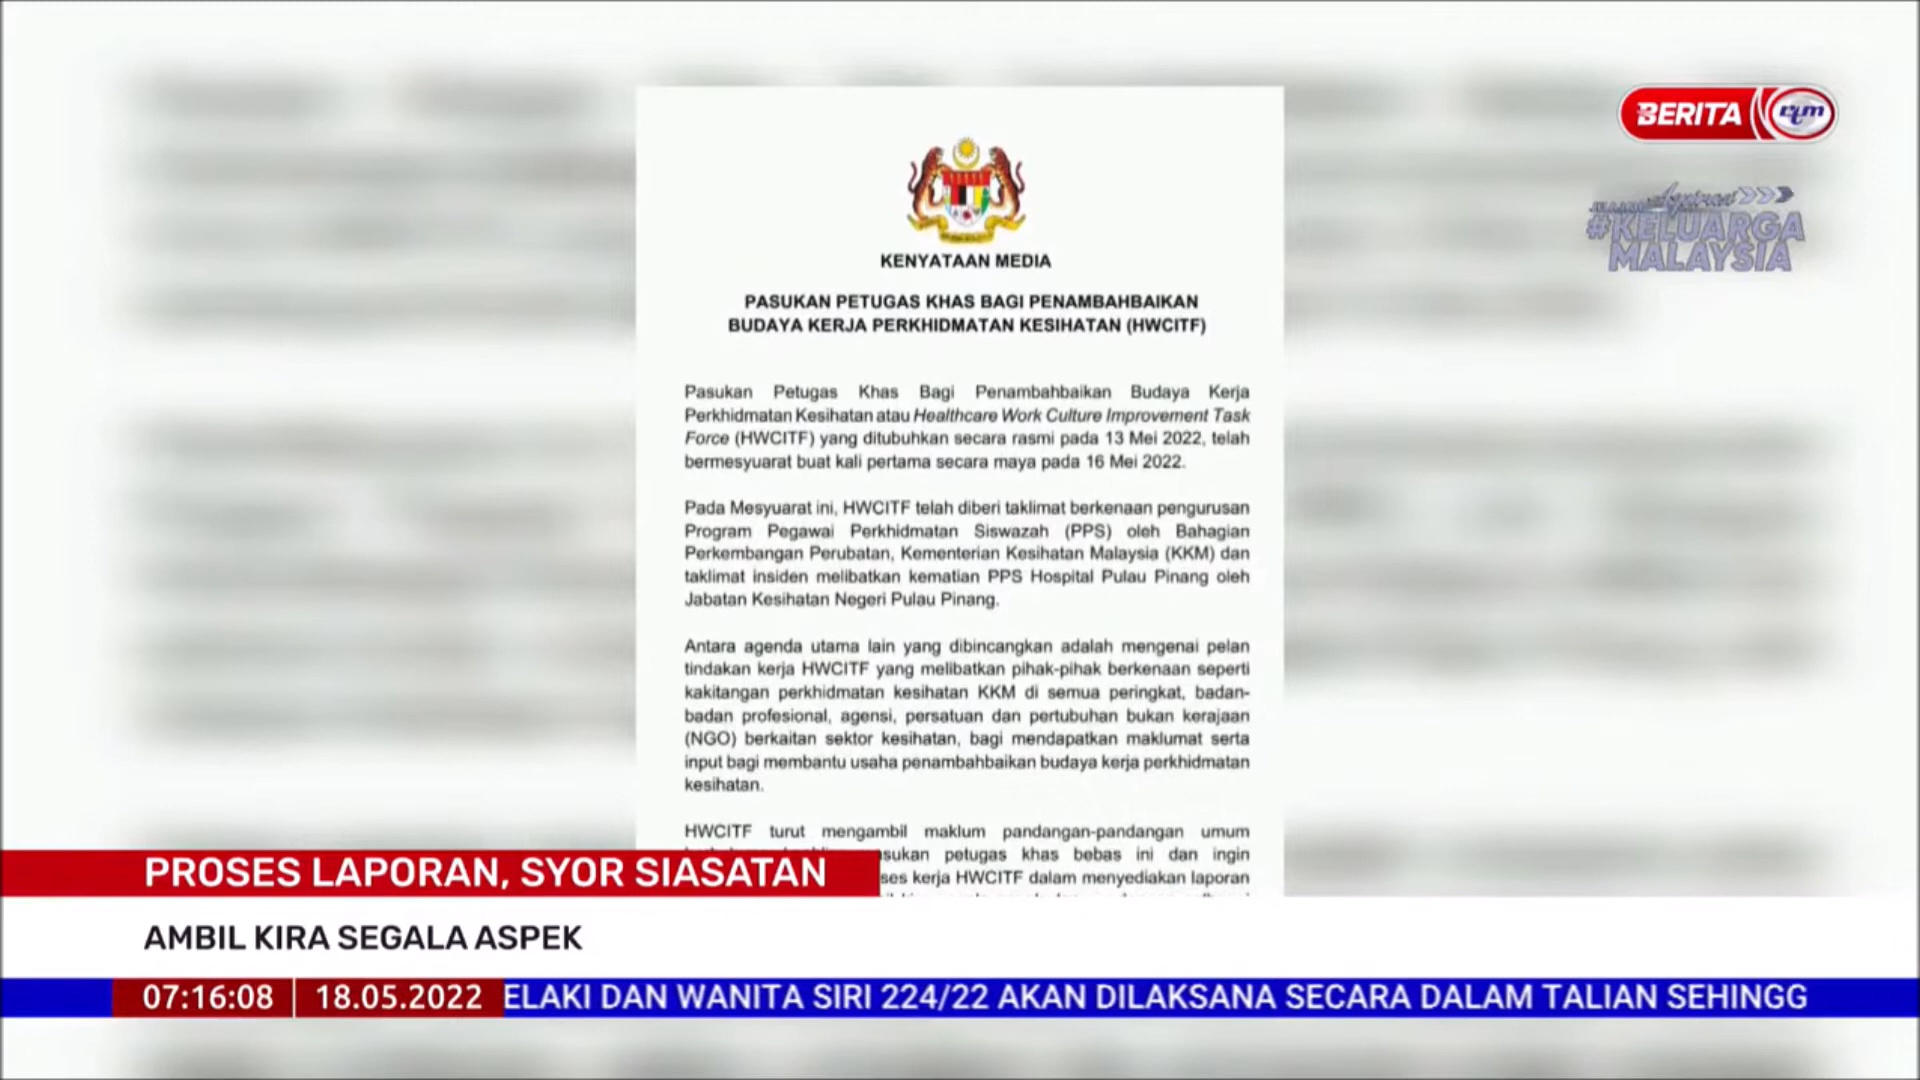 BERITA rtm
#KELUARGA
MALAYSIA
KENYATAAN MEDIA
PASUKAN PETUGAS KHAS BAGI PENAMBAHBAIKAN
BUDAYA KERJA PERKHIDMATAN KESIHATAN (HWCITF)
Pasukan Petugas Khas Bagi Penambahbaikan Budaya Kerja
Perkhidmatan Kesihatan atau Healthcare Work Culture Improvement Task
Force (HWCITF) yang ditubuhkan secara rasmi pada 13 Mei 2022, telah
bermesyuarat buat kali pertama secara maya pada 16 Mei 2022.
Pada Mesyuarat ini, HWCITF telah diberi taklimat berkenaan pengurusan
Program Pegawai Perkhidmatan Siswazah (PPS) oleh Bahagian
Perkembangan Perubatan, Kementerian Kesihatan Malaysia (KKM) dan
taklimat insiden melibatkan kematian PPS Hospital Pulau Pinang oleh
Jabatan Kesihatan Negeri Pulau Pinang.
Antara agenda utama lain yang dibincangkan adalah mengenai pelan
tindakan kerja HWCITF yang melibatkan pihak-pihak berkenaan seperti
kakitangan perkhidmatan kesihatan KKM di semua peringkat, badan-
badan profesional, agensi, persatuan dan pertubuhan bukan kerajaan
(NGO) berkaitan sektor kesihatan, bagi mendapatkan maklumat serta
input bagi membantu usaha penambahbaikan budaya kerja perkhidmatan
kesihatan.
HWCITF turut mengambil maklum pandangan-pandangan umum
asukan petugas khas bebas ini dan ingin
ses kerja HWCITF dalam menyediakan laporan
PROSES LAPORAN, SYOR SIASATAN
AMBIL KIRA SEGALA ASPEK
07:16:08 18.05.2022 ELAKI DAN WANITA SIRI 224/22 AKAN DILAKSANA SECARA DALAM TALIAN SEHINGG